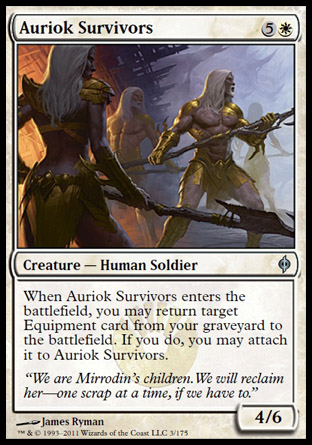 Auriok Survivors 5
Creature — Human Soldier
When Auriok Survivors enters the
battlefield, you may return target
Equipment card from your graveyard to
the battlefield. If you do, you may attach
it to Auriok Survivors.
“We are Mirrodin’s children. We will reclaim
her—one scrap at a time, if we have to.”
James Ryman
™ & © 1993–2011 Wizards of the Coast LLC 3/175
4/6